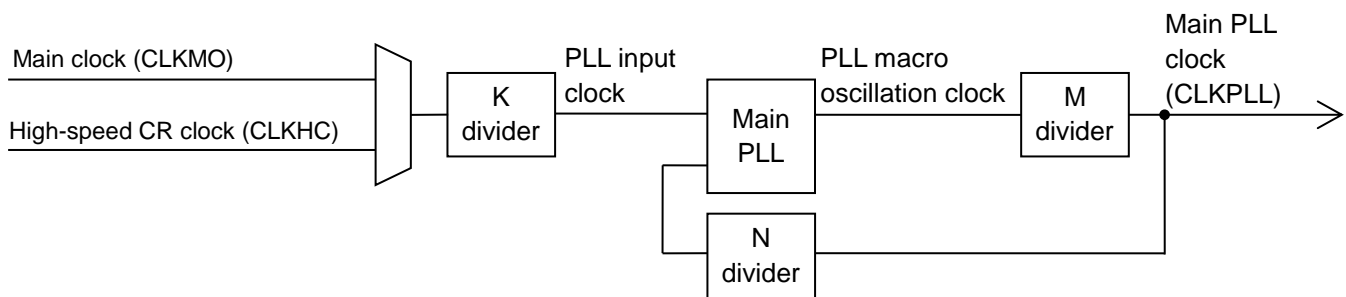 Main clock (CLKMO)
High-speed CR clock (CLKHC)
K
divider
PLL input
clock
Main
PLL
PLL macro
oscillation clock
M
divider
Main PLL
clock
(CLKPLL)
N
divider